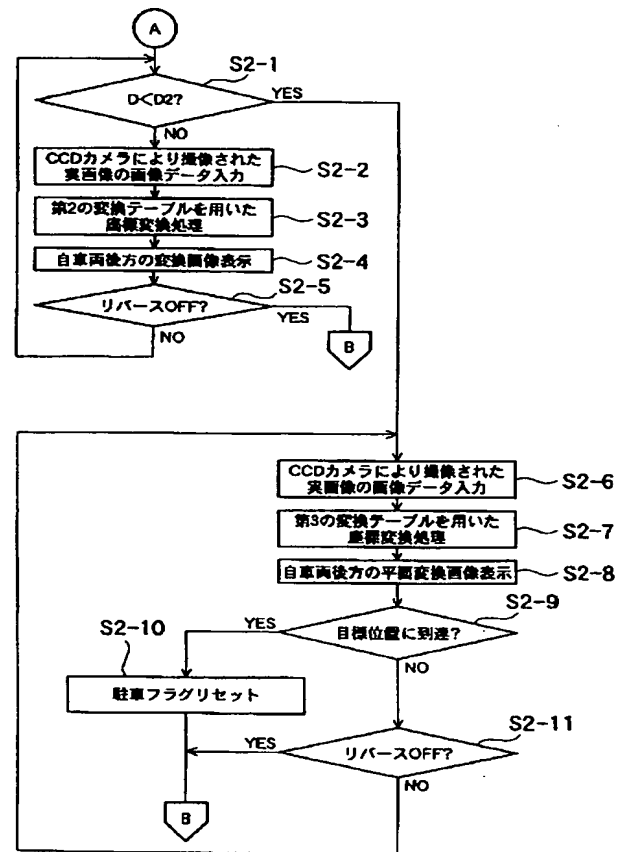 A
S2-1
D<D2?
YES
NO
CCDカメラにより撮像された
実画像の画像データ入力
S2-2
第2の変換テーブルを用いた
座標変換処理
S2-3
自車両後方の変換画像表示
S2-4
S2-5
リバースOFF?
YES
NO
B
CCDカメラにより撮像された
実画像の画像データ入力
S2-6
第3の変換テーブルを用いた
座標変換処理
S2-7
自車両後方の平面変換画像表示
S2-8
S2-9
目標位置に到達?
YES
NO
S2-10
駐車フラグリセット
S2-11
リバースOFF?
YES
NO
B